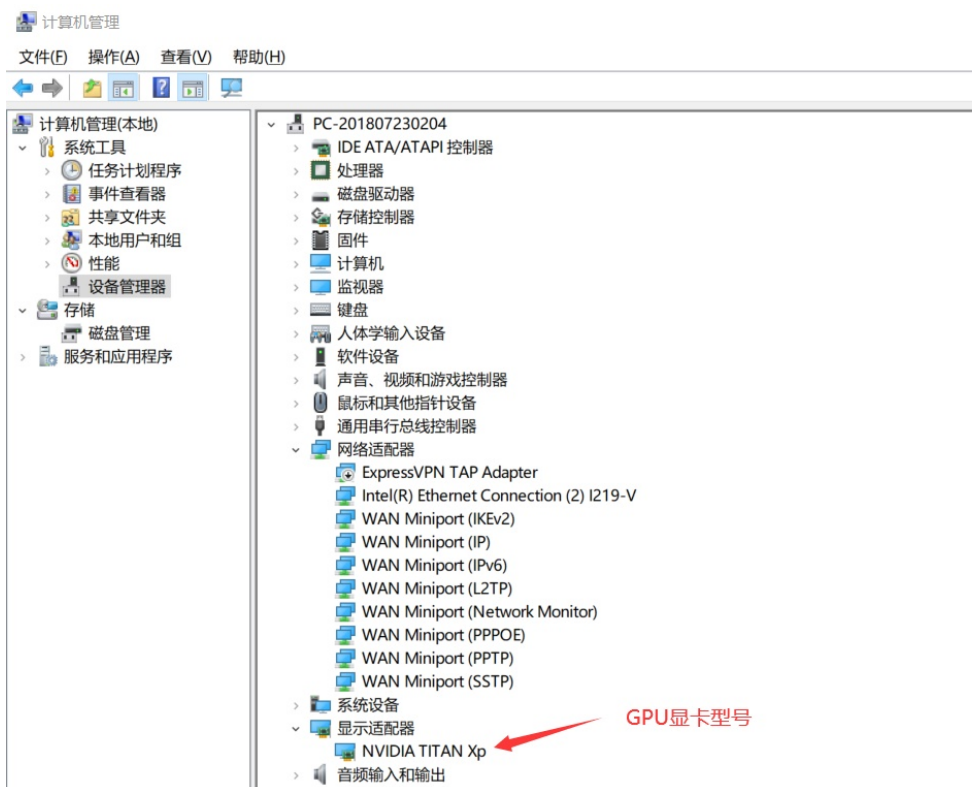 计算机管理
文件(F) 操作(A) 查看(V) 帮助(H)
计算机管理(本地)
系统工具
任务计划程序
事件查看器
共享文件夹
本地用户和组
性能
设备管理器
存储
磁盘管理
服务和应用程序
PC-201807230204
IDE ATA/ATAPI 控制器
处理器
磁盘驱动器
存储控制器
固件
计算机
监视器
键盘
人体学输入设备
软件设备
声音、视频和游戏控制器
鼠标和其他指针设备
通用串行总线控制器
网络适配器
ExpressVPN TAP Adapter
Intel(R) Ethernet Connection (2) I219-V
WAN Miniport (IKEv2)
WAN Miniport (IP)
WAN Miniport (IPv6)
WAN Miniport (L2TP)
WAN Miniport (Network Monitor)
WAN Miniport (PPPOE)
WAN Miniport (PPTP)
WAN Miniport (SSTP)
系统设备
显示适配器
GPU显卡型号
NVIDIA TITAN Xp
音频输入和输出